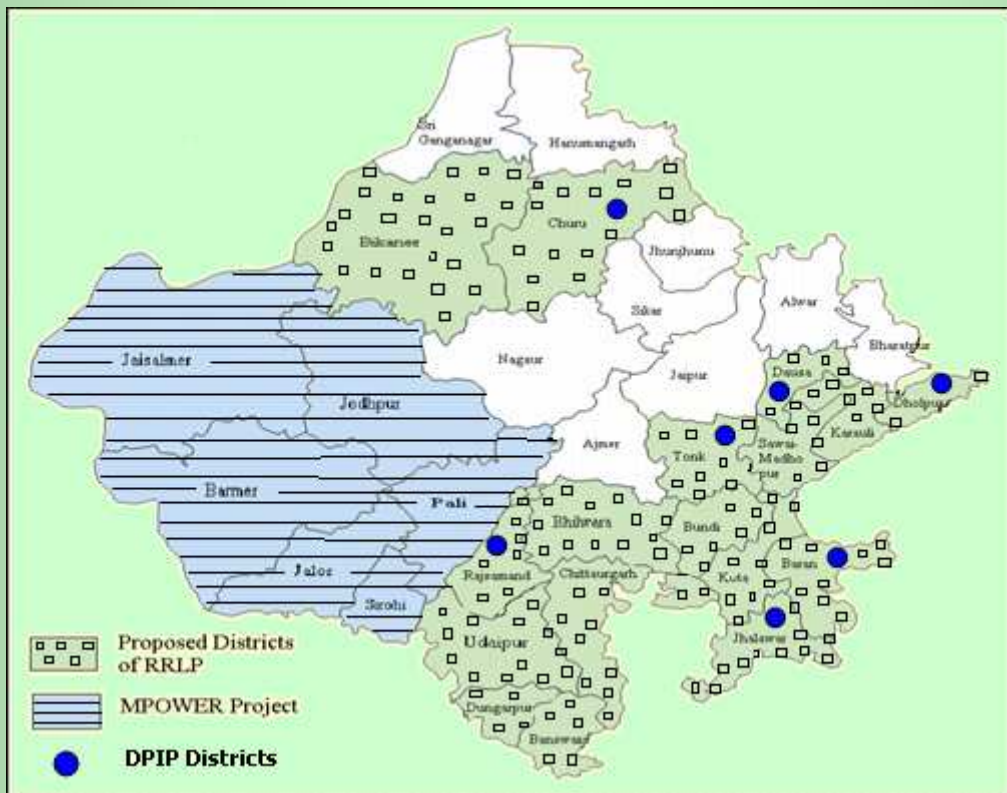 Sri
Ganganagar
Hanumangarh
Bikanee
Churu
Jhunjhunu
Sikar
Alwar
Bharatpur
Jaisalmer
Nagaur
Jaipur
Dausa
Dholpur
Jodhpur
Karauli
Ajmer
Tonk
Sawai
Madho
pur
Barmer
Pali
Bhilwara
Bundi
Baran
Rajsamand
Chittaurgarh
Kota
Jalor
Sirohi
Udaipur
Jhalawar
Dungarpur
Banswara
Proposed Districts
of RRLP
MPOWER Project
DPIP Districts